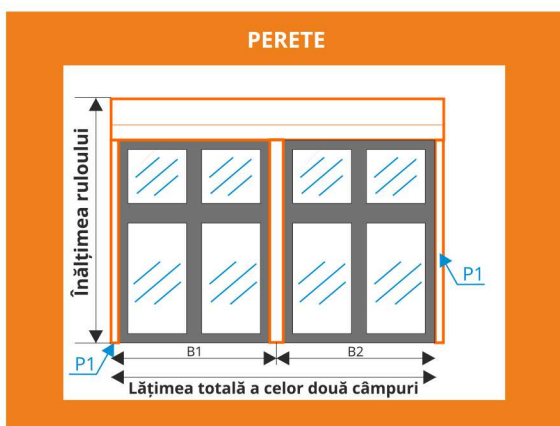 PERETE
Înălțimea ruloului
P1
P1
B1
B2
Lățimea totală a celor două câmpuri